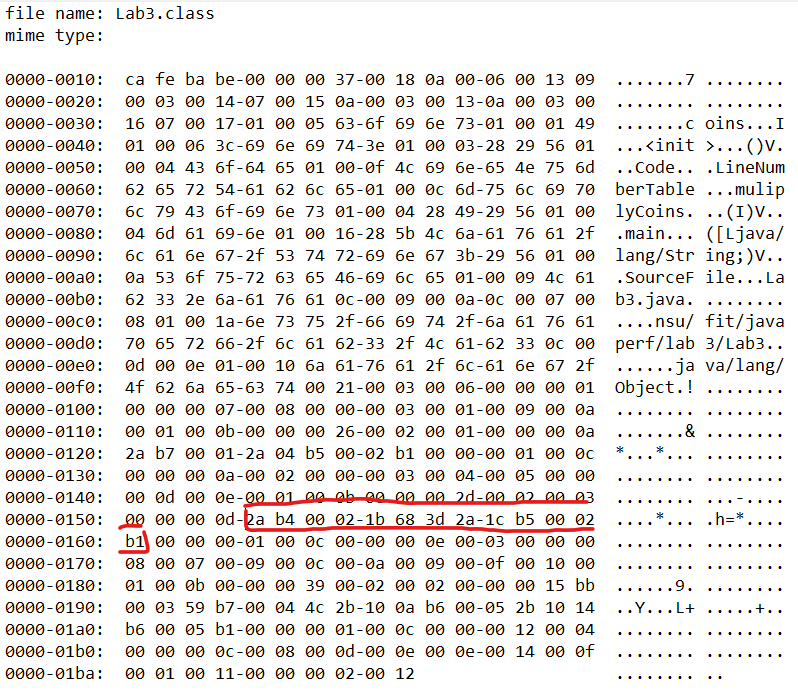 file name: Lab3.class
mime type:
0000-0010: ca fe ba be-00 00 00 37-00 18 0a 00-06 00 13 09 .......7 ........
0000-0020: 00 03 00 14-07 00 15 0a-00 03 00 13-0a 00 03 00 ........ ........
0000-0030: 16 07 00 17-01 00 05 63-6f 69 6e 73-01 00 01 49 .......c oins...I
0000-0040: 01 00 06 3c-69 6e 69 74-3e 01 00 03-28 29 56 01 ...<init >...()V.
0000-0050: 00 04 43 6f-64 65 01 00-0f 4c 69 6e-65 4e 75 6d ..Code.. .LineNum
0000-0060: 62 65 72 54-61 62 6c 65-01 00 0c 6d-75 6c 69 70 berTable ...mulip
0000-0070: 6c 79 43 6f-69 6e 73 01-00 04 28 49-29 56 01 00 lyCoins. ..(I)V..
0000-0080: 04 6d 61 69-6e 01 00 16-28 5b 4c 6a-61 76 61 2f .main... ([Ljava/
0000-0090: 6c 61 6e 67-2f 53 74 72-69 6e 67 3b-29 56 01 00 lang/Str ing;)V..
0000-00a0: 0a 53 6f 75-72 63 65 46-69 6c 65 01-00 09 4c 61 .SourceF ile...La
0000-00b0: 62 33 2e 6a-61 76 61 0c-00 09 00 0a-0c 00 07 00 b3.java. ........
0000-00c0: 08 01 00 1a-6e 73 75 2f-66 69 74 2f-6a 61 76 61 ....nsu/ fit/java
0000-00d0: 70 65 72 66-2f 6c 61 62-33 2f 4c 61-62 33 0c 00 perf/lab 3/Lab3..
0000-00e0: 0d 00 0e 01-00 10 6a 61-76 61 2f 6c-61 6e 67 2f ......ja va/lang/
0000-00f0: 4f 62 6a 65-63 74 00 21-00 03 00 06-00 00 00 01 Object.! ........
0000-0100: 00 00 00 07-00 08 00 00-00 03 00 01-00 09 00 0a ........ ........
0000-0110: 00 01 00 0b-00 00 00 26-00 02 00 01-00 00 00 0a .......& ........
0000-0120: 2a b7 00 01-2a 04 b5 00-02 b1 00 00-00 01 00 0c *...*... ........
0000-0130: 00 00 00 0a-00 02 00 00-00 03 00 04-00 05 00 00 ........ ........
0000-0140: 00 0d 00 0e-00 01 00 0b-00 00 00 2d-00 02 00 03 ........ ...-....
0000-0150: 00 00 00 0d-2a b4 00 02-1b 68 3d 2a-1c b5 00 02 ....*... .h=*....
0000-0160: b1 00 00 00-01 00 0c 00-00 00 0e 00-03 00 00 00 ........ ........
0000-0170: 08 00 07 00-09 00 0c 00-0a 00 09 00-0f 00 10 00 ........ ........
0000-0180: 01 00 0b 00-00 00 39 00-02 00 02 00-00 00 15 bb ......9. ........
0000-0190: 00 03 59 b7-00 04 4c 2b-10 0a b6 00-05 2b 10 14 ..Y...L+ .....+..
0000-01a0: b6 00 05 b1-00 00 00 01-00 0c 00 00-00 12 00 04 ........ ........
0000-01b0: 00 00 00 0c-00 08 00 0d-00 0e 00 0e-00 14 00 0f ........ ........
0000-01ba: 00 01 00 11-00 00 00 02-00 12 ........ ..